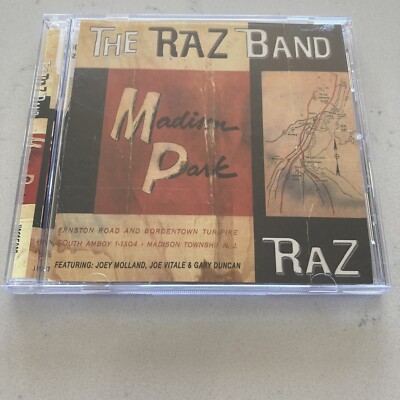 THE RAZ BAND
Madison
Park
ERNSTON ROAD AND BORDENTOWN TURNPIKE
SOUTH AMBOY 1-1304 • MADISON TOWNSHIP N. J.
RAZ
FEATURING: JOEY MOLLAND, JOE VITALE & GARY DUNCAN